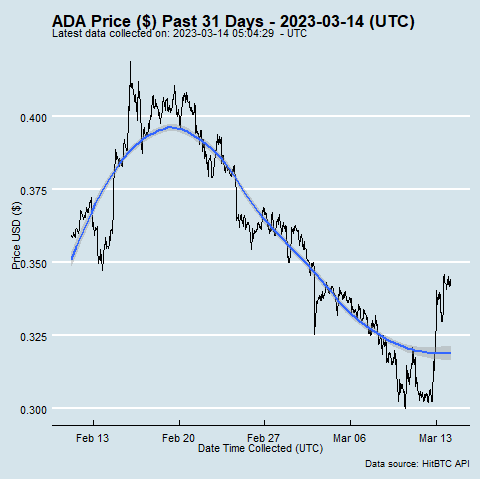 ADA Price ($) Past 31 Days - 2023-03-14 (UTC)
Latest data collected on: 2023-03-14 05:04:29 - UTC
0.400
0.375
0.350
0.325
0.300
Price USD ($)
Feb 13 Feb 20 Feb 27 Mar 06 Mar 13
Date Time Collected (UTC)
Data source: HitBTC API